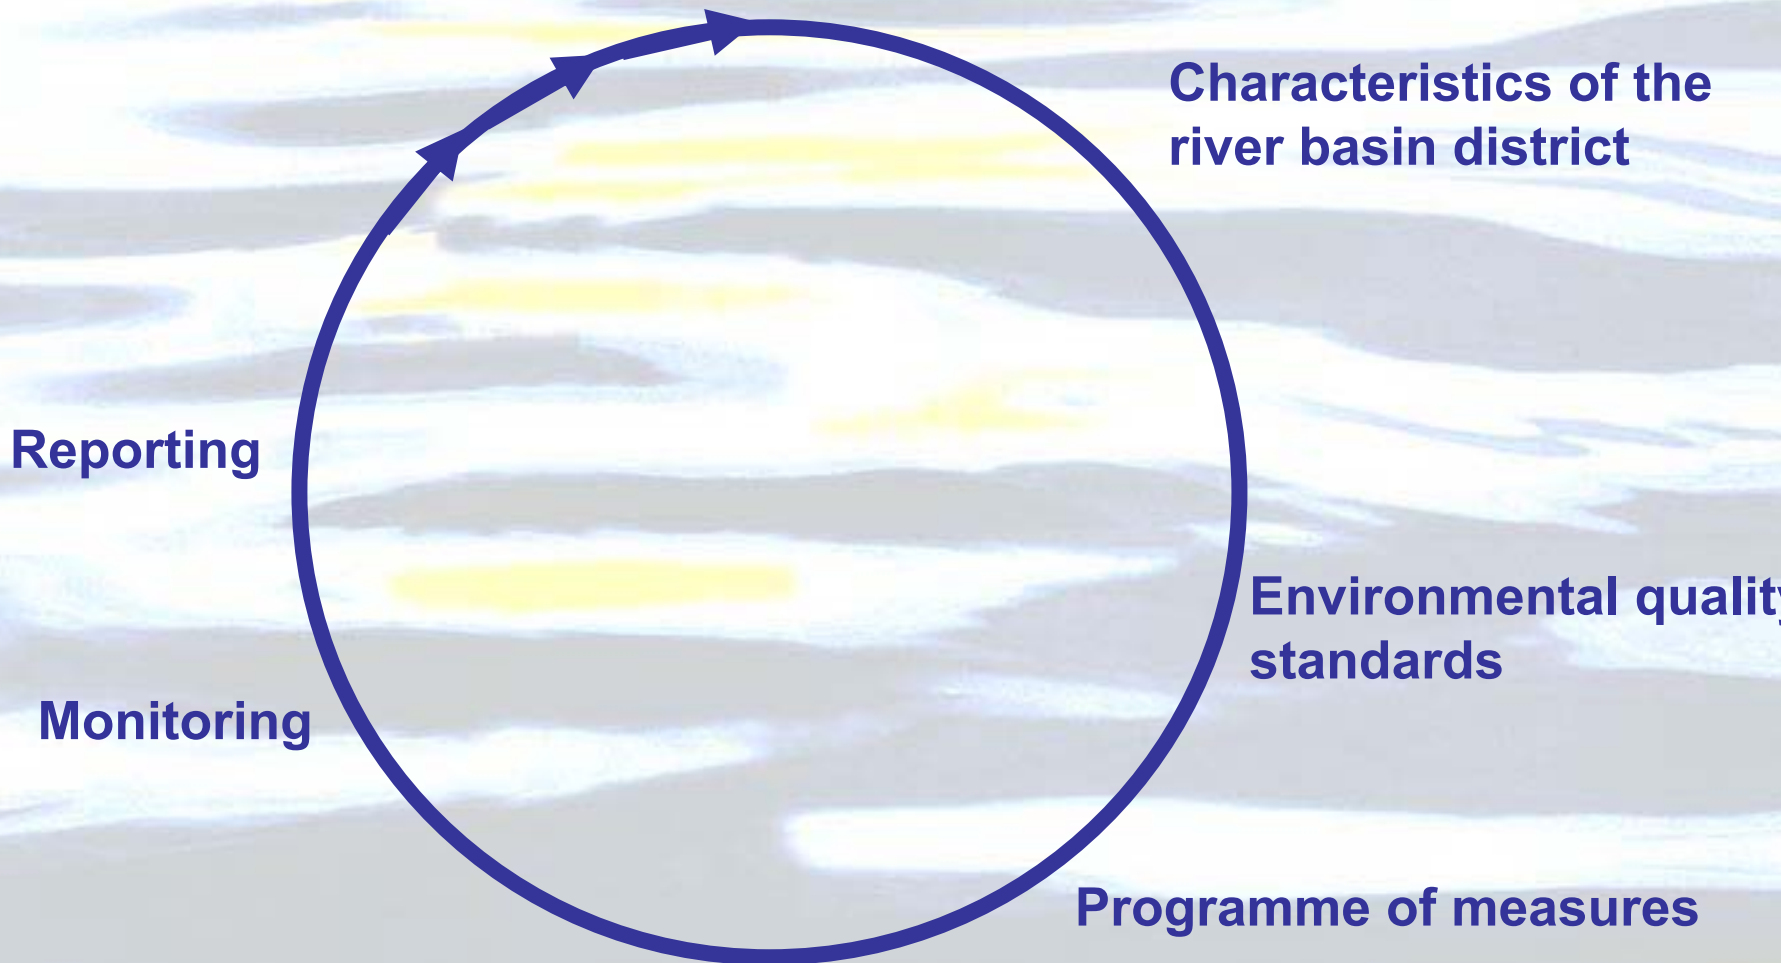 Characteristics of the
river basin district
Reporting
Environmental quality
standards
Monitoring
Programme of measures